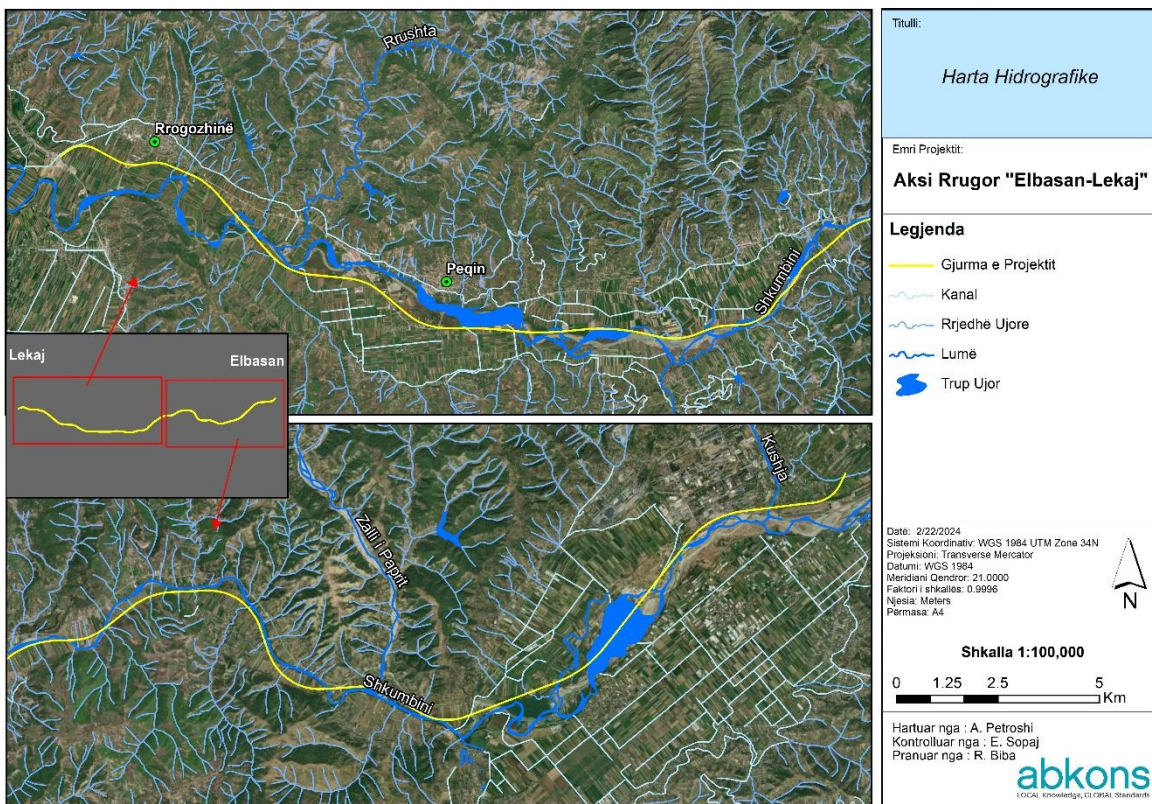 Rrushta
Rrogozhinë
Peqin
Shkumbini
Lekaj
Elbasan
Kushja
Zalli i Paprit
Shkumbini
Titulli:
Harta Hidrografike
Emri Projektit:
Aksi Rrugor "Elbasan-Lekaj"
Legjenda
Gjurma e Projektit
Kanal
Rrjedhë Ujore
Lumë
Trup Ujor
Datë: 2/22/2024
Sistemi Koordinativ: WGS 1984 UTM Zone 34N
Projeksioni: Transverse Mercator
Datumi: WGS 1984
Meridiani Qendror: 21.0000
Faktori i shkallës: 0.9996
Njesia: Meters
Përmasa: A4
N
Shkalla 1:100,000
0 1.25 2.5 5
Km
Hartuar nga : A. Petroshi
Kontrolluar nga : E. Sopaj
Pranuar nga : R. Biba
abkons
LOCAL Knowledge, GLOBAL Standards